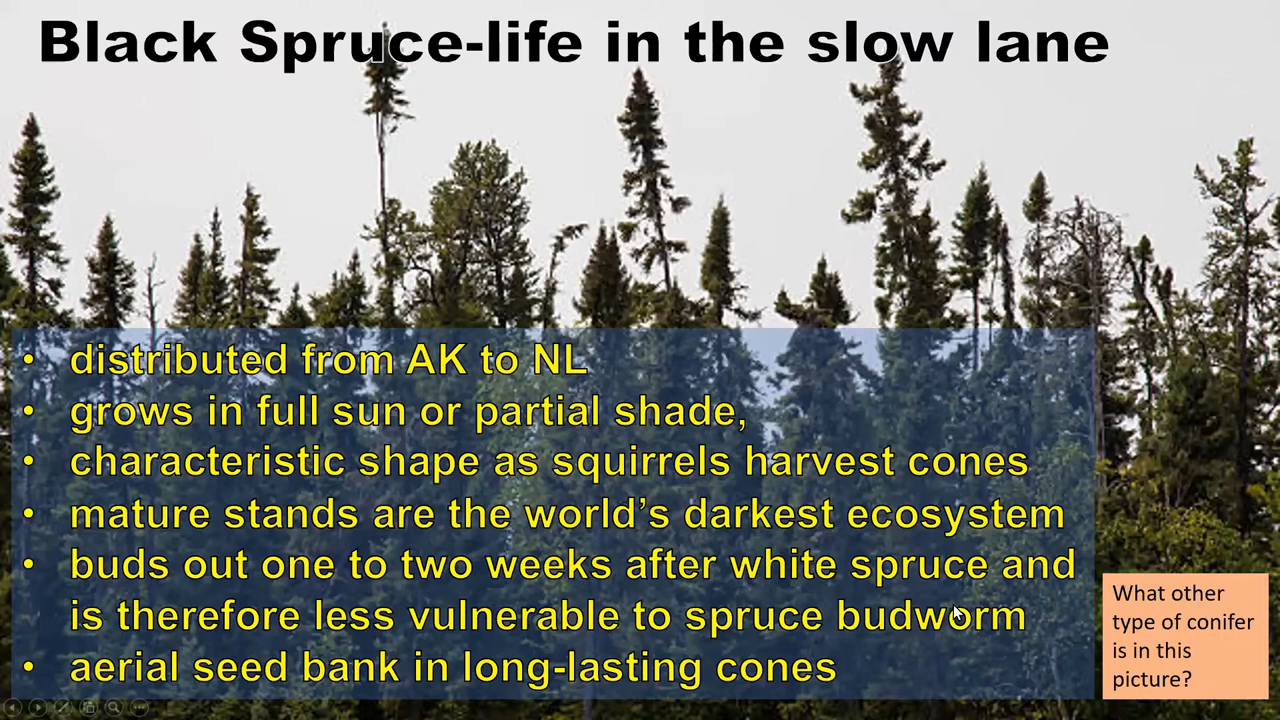 Black Spruce-life in the slow lane
• distributed from AK to NL
• grows in full sun or partial shade,
• characteristic shape as squirrels harvest cones
• mature stands are the world’s darkest ecosystem
• buds out one to two weeks after white spruce and
is therefore less vulnerable to spruce budworm
• aerial seed bank in long-lasting cones
What other
type of conifer
is in this
picture?